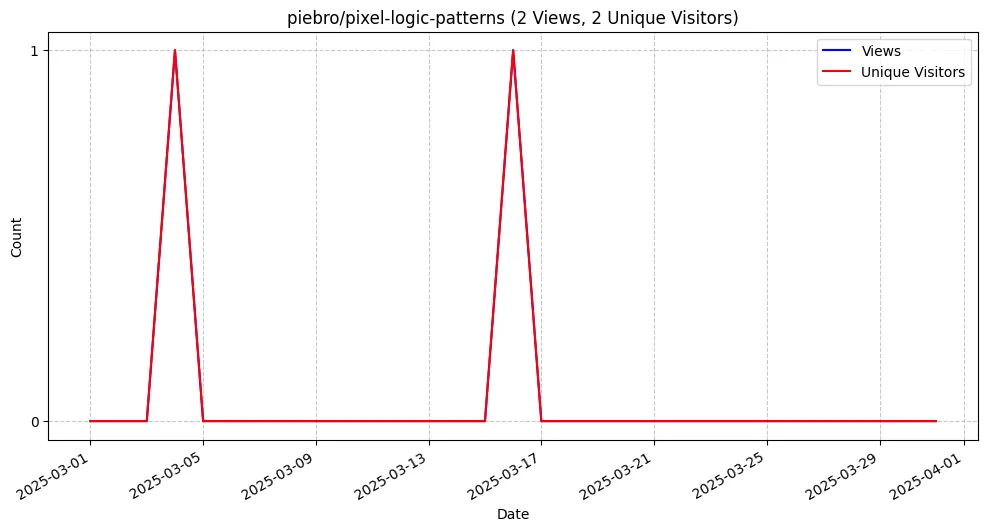 piebro/pixel-logic-patterns (2 Views, 2 Unique Visitors)
Views
Unique Visitors
1
0
Count
2025-03-01
2025-03-05
2025-03-09
2025-03-13
2025-03-17
2025-03-21
2025-03-25
2025-03-29
2025-04-01
Date